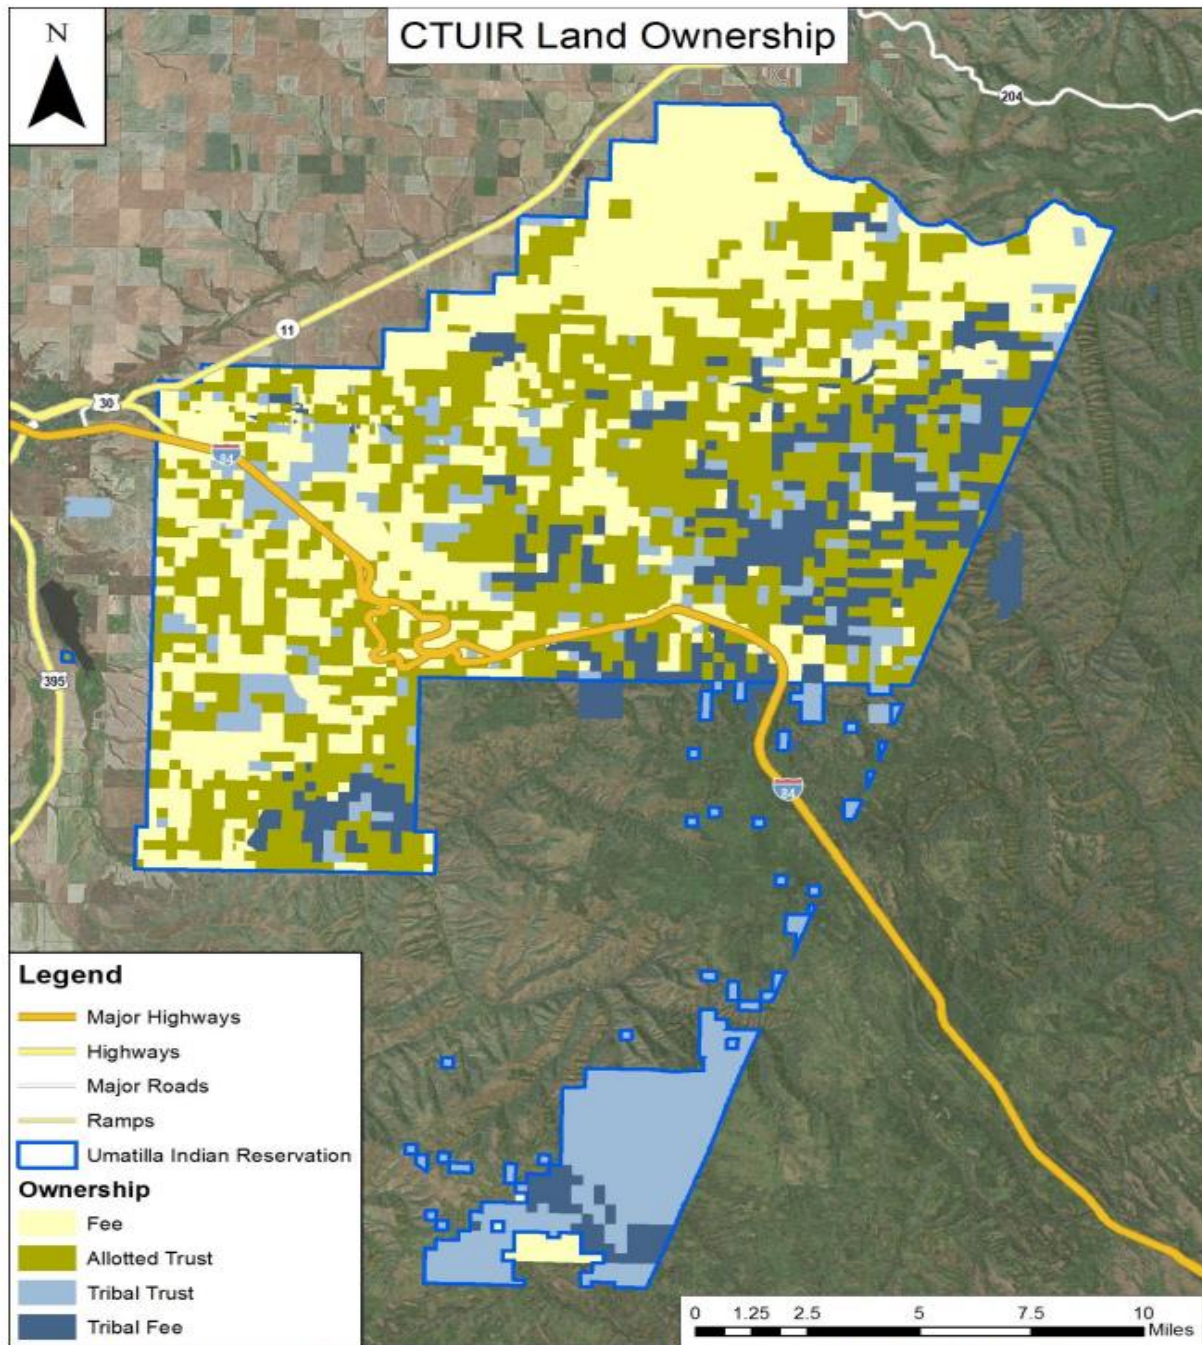 N
CTUIR Land Ownership
204
11
30
84
395
84
Legend
Major Highways
Highways
Major Roads
Ramps
Umatilla Indian Reservation
Ownership
Fee
Allotted Trust
Tribal Trust
Tribal Fee
0 1.25 2.5 5 7.5 10
Miles